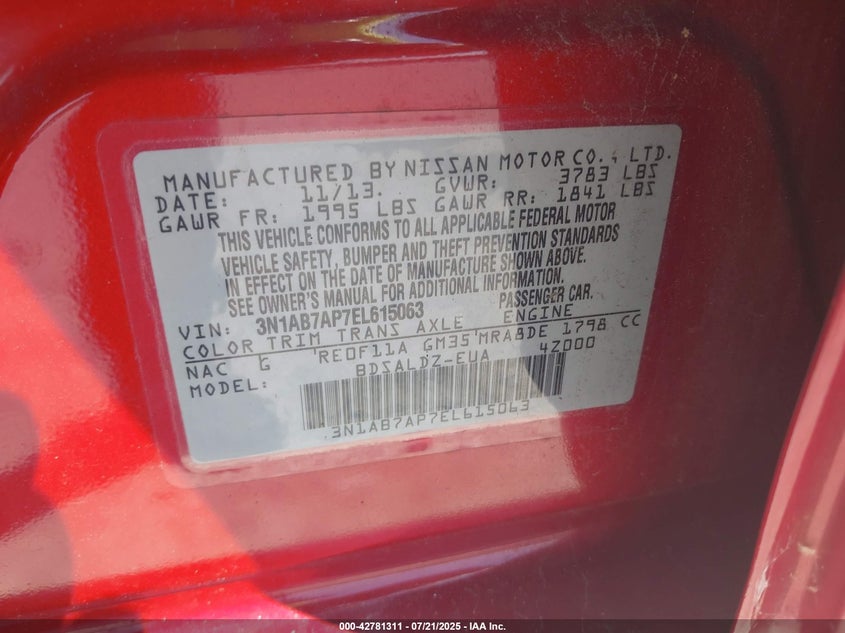 MANUFACTURED BY NISSAN MOTOR CO., LTD.
DATE: 11/13. GVWR: 3783 LBS
GAWR FR: 1995 LBS GAWR RR: 1841 LBS
THIS VEHICLE CONFORMS TO ALL APPLICABLE FEDERAL MOTOR
VEHICLE SAFETY, BUMPER AND THEFT PREVENTION STANDARDS
IN EFFECT ON THE DATE OF MANUFACTURE SHOWN ABOVE.
SEE OWNER'S MANUAL FOR ADDITIONAL INFORMATION.
VIN: 3N1AB7AP7EL615063 PASSENGER CAR.
COLOR TRIM TRANS AXLE ENGINE
NAC G RE0F11A GM35 MRA8DE 1798 CC
MODEL: BDSALDZ-EUA 4Z000
3N1AB7AP7EL615063
000-42781311 | 07/21/2025 - IAA Inc.